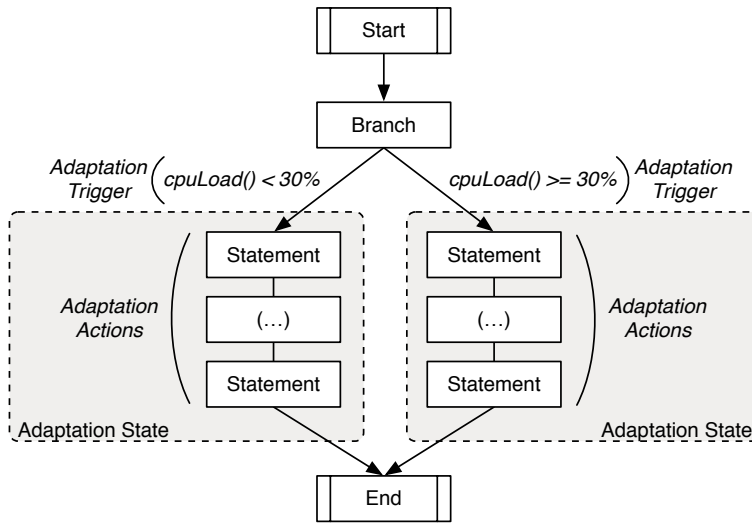 Start
Branch
Adaptation
Trigger
cpuLoad() < 30%
cpuLoad() >= 30%
Adaptation
Trigger
Statement
(...)
Statement
Adaptation
Actions
Adaptation State
Statement
(...)
Statement
Adaptation
Actions
Adaptation State
End